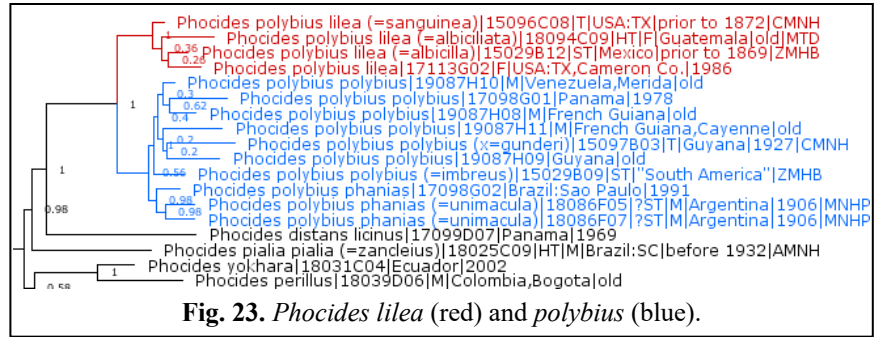 Phocides polybius lilea (=sanguinea)|15096C08|T|USA:TX|prior to 1872|CMNH
1
Phocides polybius lilea (=albiciliata)|18094C09|HT|F|Guatemala|old|MTD
0.36
Phocides polybius lilea (=albicilla)|15029B12|ST|Mexico|prior to 1869|ZMHB
0.26
Phocides polybius lilea|17113G02|F|USA:TX,Cameron Co.|1986
Phocides polybius polybius|19087H10|M|Venezuela,Merida|old
0.3
Phocides polybius polybius|17098G01|Panama|1978
1
0.62
Phocides polybius polybius|19087H08|M|French Guiana|old
0.4
Phocides polybius polybius|19087H11|M|French Guiana,Cayenne|old
0.2
Phocides polybius polybius (x=gunderi)|15097B03|T|Guyana|1927|CMNH
1
0.2
Phocides polybius polybius|19087H09|Guyana|old
1
Phocides polybius polybius (=imbreus)|15029B09|ST|"South America"|ZMHB
0.56
Phocides polybius phanias|17098G02|Brazil:Sao Paulo|1991
0.98
Phocides polybius phanias (=unimacula)|18086F05|?ST|M|Argentina|1906|MNHP
0.98
0.98
Phocides polybius phanias (=unimacula)|18086F07|?ST|M|Argentina|1906|MNHP
Phocides distans licinus|17099D07|Panama|1969
Phocides pialia pialia (=zancleius)|18025C09|HT|M|Brazil:SC|before 1932|AMNH
Phocides yokhara|18031C04|Ecuador|2002
1
Phocides perillus|18039D06|M|Colombia,Bogota|old
0.58
Fig. 23. Phocides lilea (red) and polybius (blue).